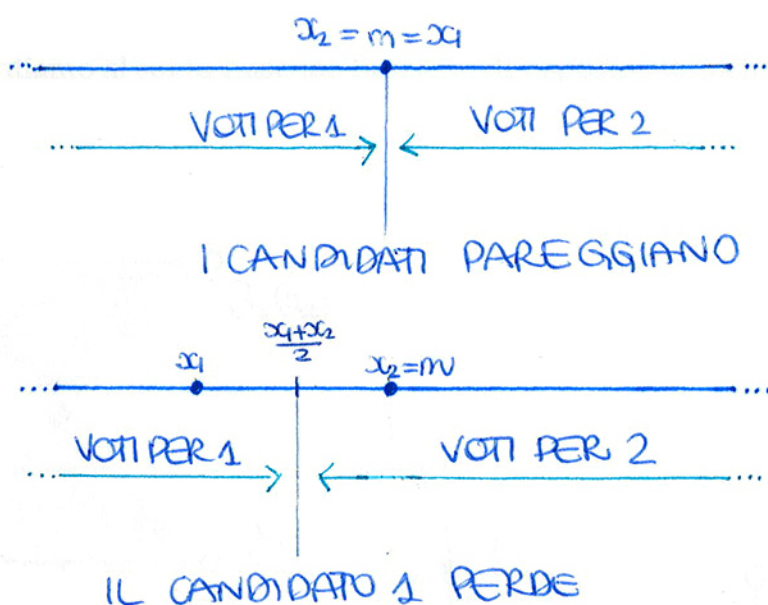 x₂ = m = x₁
VOTI PER 1 VOTI PER 2
I CANDIDATI PAREGGIANO
x₁+x₂
2
x₁ x₂=m
VOTI PER 1 VOTI PER 2
IL CANDIDATO 1 PERDE